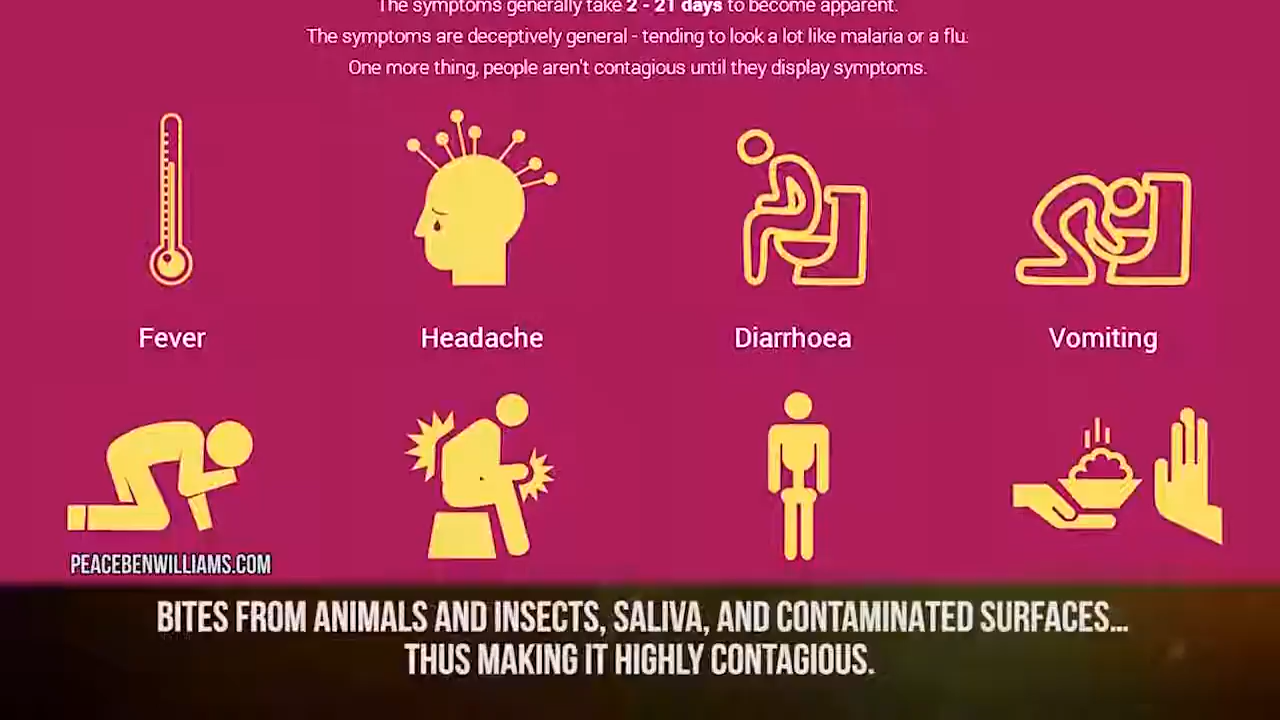 The symptoms generally take 2 - 21 days to become apparent.
The symptoms are deceptively general - tending to look a lot like malaria or a flu.
One more thing, people aren't contagious until they display symptoms.
Fever
Headache
Diarrhoea
Vomiting
PEACEBENWILLIAMS.COM
BITES FROM ANIMALS AND INSECTS, SALIVA, AND CONTAMINATED SURFACES...
THUS MAKING IT HIGHLY CONTAGIOUS.